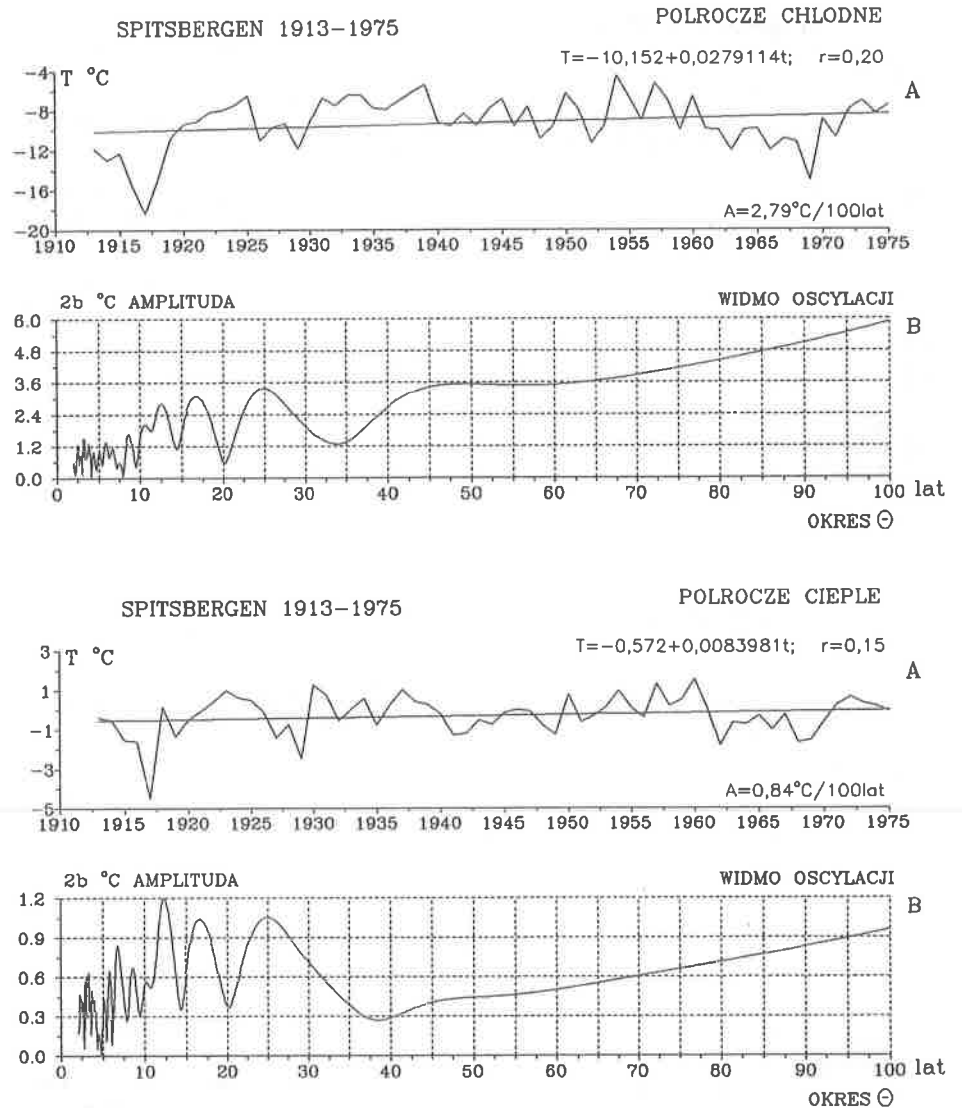 SPITSBERGEN 1913–1975
POLROCZE CHLODNE
T=−10,152+0,0279114t; r=0,20
T °C
A
−4
−8
−12
−16
−20
A=2,79°C/100lat
1910 1915 1920 1925 1930 1935 1940 1945 1950 1955 1960 1965 1970 1975
2b °C AMPLITUDA
WIDMO OSCYLACJI
B
6.0
4.8
3.6
2.4
1.2
0.0
0 10 20 30 40 50 60 70 80 90 100 lat
OKRES Θ
SPITSBERGEN 1913–1975
POLROCZE CIEPLE
T=−0,572+0,0083981t; r=0,15
T °C
A
3
1
−1
−3
−5
A=0,84°C/100lat
1910 1915 1920 1925 1930 1935 1940 1945 1950 1955 1960 1965 1970 1975
2b °C AMPLITUDA
WIDMO OSCYLACJI
B
1.2
0.9
0.6
0.3
0.0
0 10 20 30 40 50 60 70 80 90 100 lat
OKRES Θ